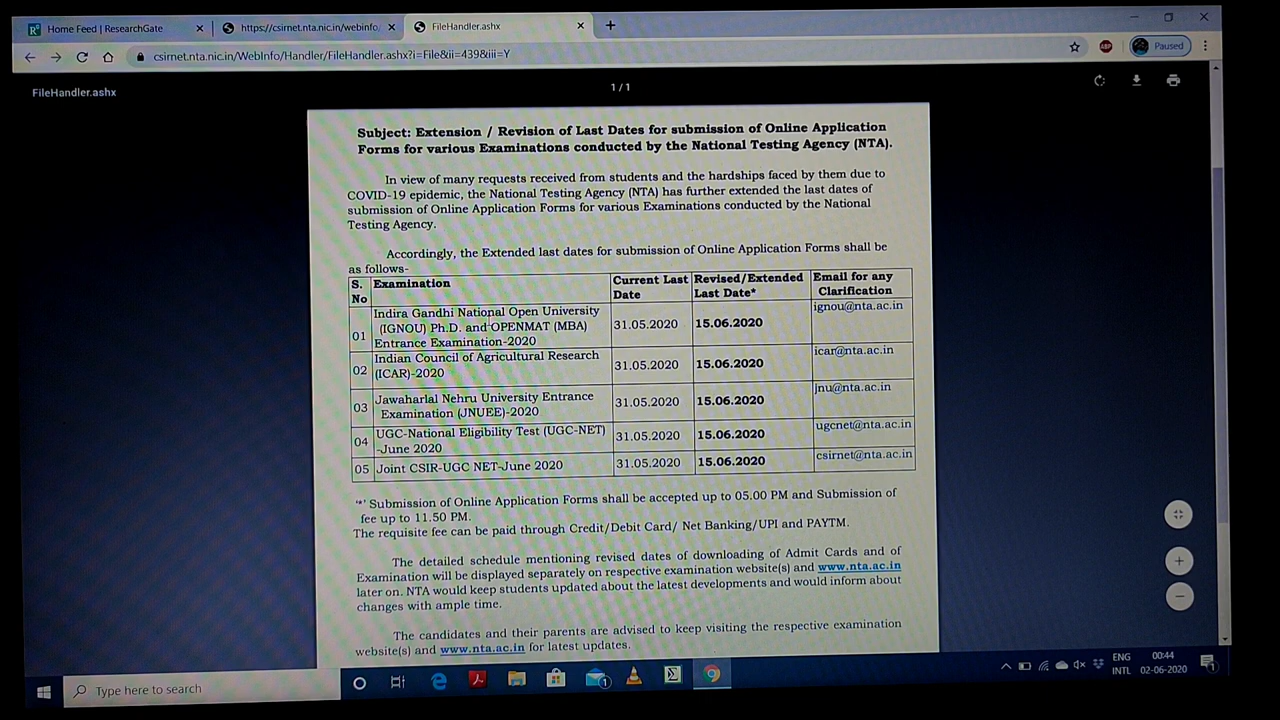 Home Feed | ResearchGate
https://csirnet.nta.nic.in/webinfo
FileHandler.ashx
csirnet.nta.nic.in/WebInfo/Handler/FileHandler.ashx?i=File&ii=439&iii=Y
ABP
Paused
FileHandler.ashx
1 / 1
Subject: Extension / Revision of Last Dates for submission of Online Application
Forms for various Examinations conducted by the National Testing Agency (NTA).
In view of many requests received from students and the hardships faced by them due to
COVID-19 epidemic, the National Testing Agency (NTA) has further extended the last dates of
submission of Online Application Forms for various Examinations conducted by the National
Testing Agency.
Accordingly, the Extended last dates for submission of Online Application Forms shall be
as follows-
S. No Examination Current Last Date Revised/Extended Last Date* Email for any Clarification
01 Indira Gandhi National Open University (IGNOU) Ph.D. and OPENMAT (MBA) Entrance Examination-2020 31.05.2020 15.06.2020 ignou@nta.ac.in
02 Indian Council of Agricultural Research (ICAR)-2020 31.05.2020 15.06.2020 icar@nta.ac.in
03 Jawaharlal Nehru University Entrance Examination (JNUEE)-2020 31.05.2020 15.06.2020 jnu@nta.ac.in
04 UGC-National Eligibility Test (UGC-NET) -June 2020 31.05.2020 15.06.2020 ugcnet@nta.ac.in
05 Joint CSIR-UGC NET-June 2020 31.05.2020 15.06.2020 csirnet@nta.ac.in
'*' Submission of Online Application Forms shall be accepted up to 05.00 PM and Submission of
fee up to 11.50 PM.
The requisite fee can be paid through Credit/Debit Card/ Net Banking/UPI and PAYTM.
The detailed schedule mentioning revised dates of downloading of Admit Cards and of
Examination will be displayed separately on respective examination website(s) and www.nta.ac.in
later on. NTA would keep students updated about the latest developments and would inform about
changes with ample time.
The candidates and their parents are advised to keep visiting the respective examination
website(s) and www.nta.ac.in for latest updates.
Type here to search
ENG
INTL
00:44
02-06-2020